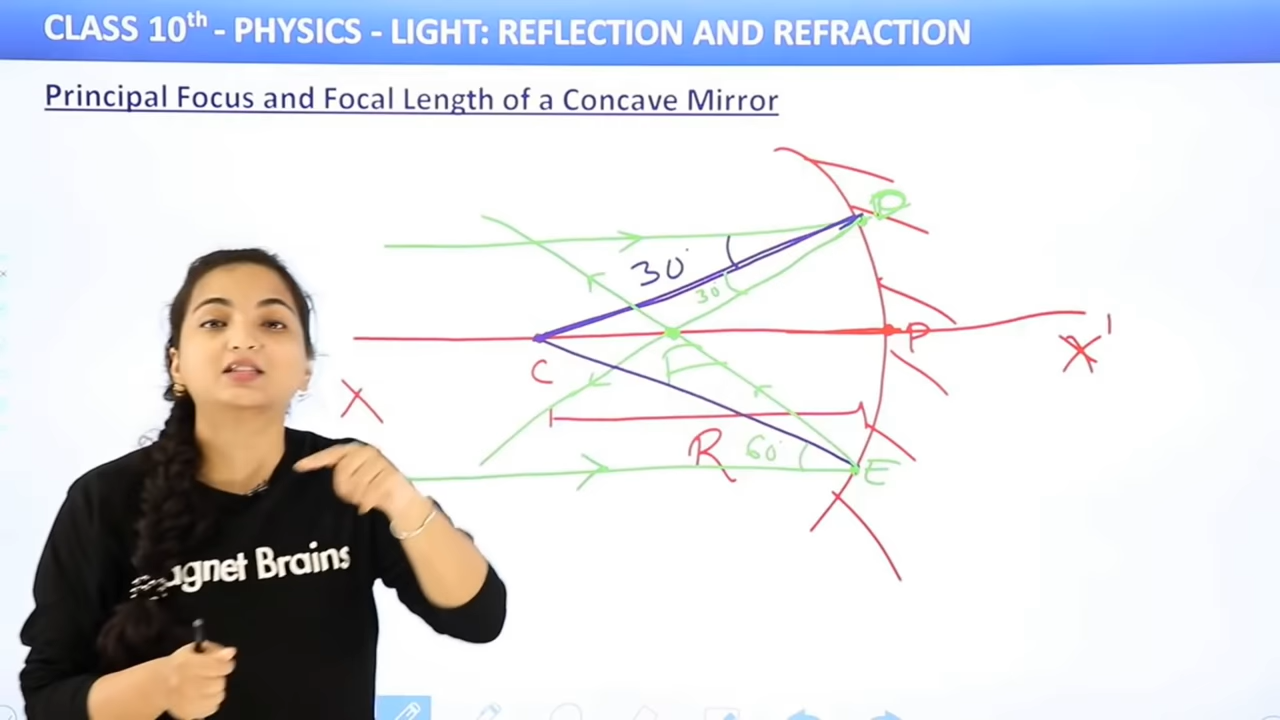 CLASS 10th - PHYSICS - LIGHT: REFLECTION AND REFRACTION
Principal Focus and Focal Length of a Concave Mirror
D
30°
30°
C
F
P
X'
X
R
60°
E
agnet Brains